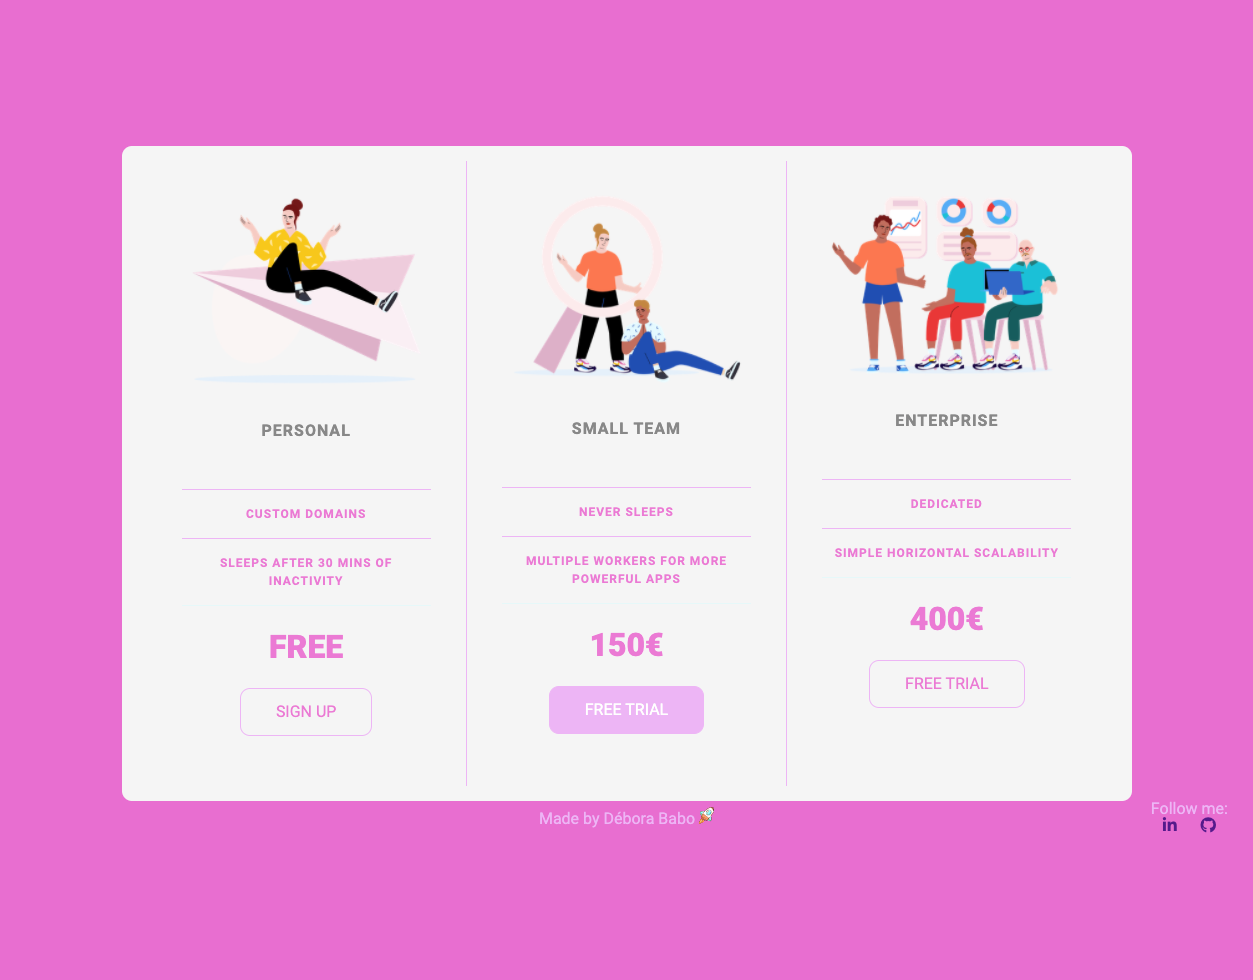 PERSONAL
CUSTOM DOMAINS
SLEEPS AFTER 30 MINS OF
INACTIVITY
FREE
SIGN UP
SMALL TEAM
NEVER SLEEPS
MULTIPLE WORKERS FOR MORE
POWERFUL APPS
150€
FREE TRIAL
ENTERPRISE
DEDICATED
SIMPLE HORIZONTAL SCALABILITY
400€
FREE TRIAL
Made by Débora Babo 🚀
Follow me:
in